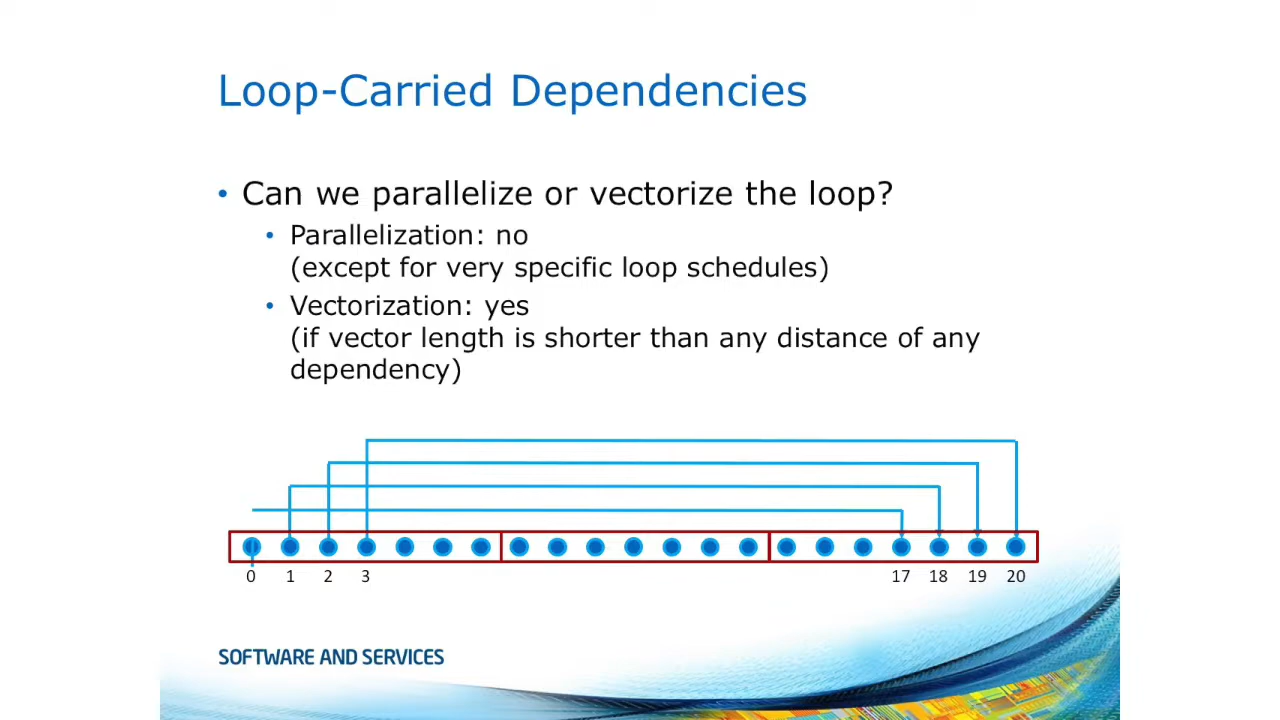 Loop-Carried Dependencies
• Can we parallelize or vectorize the loop?
• Parallelization: no
(except for very specific loop schedules)
• Vectorization: yes
(if vector length is shorter than any distance of any
dependency)
0 1 2 3 17 18 19 20
SOFTWARE AND SERVICES